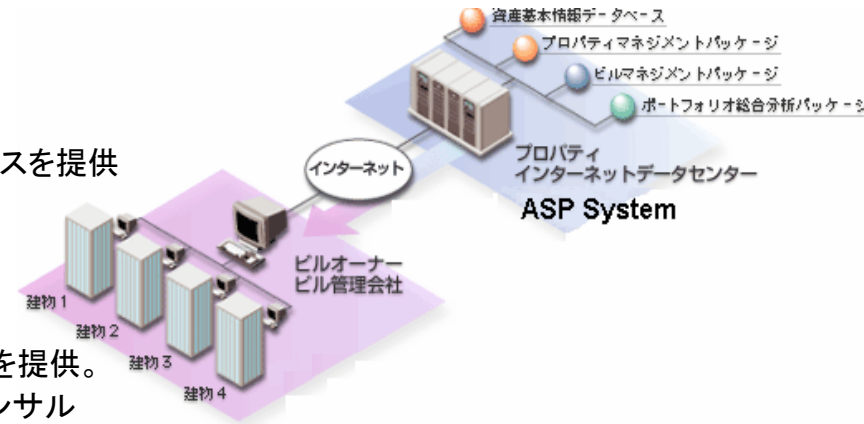 資産基本情報データベース
プロパティマネジメントパッケージ
ビルマネジメントパッケージ
ポートフォリオ総合分析パッケージ
スを提供
インターネット
プロパティ
インターネットデータセンター
ASP System
ビルオーナー
ビル管理会社
建物1
建物2
建物3
建物4
を提供。
ンサル